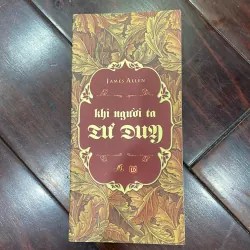 JAMES ALLEN
khi người ta
TƯ DUY